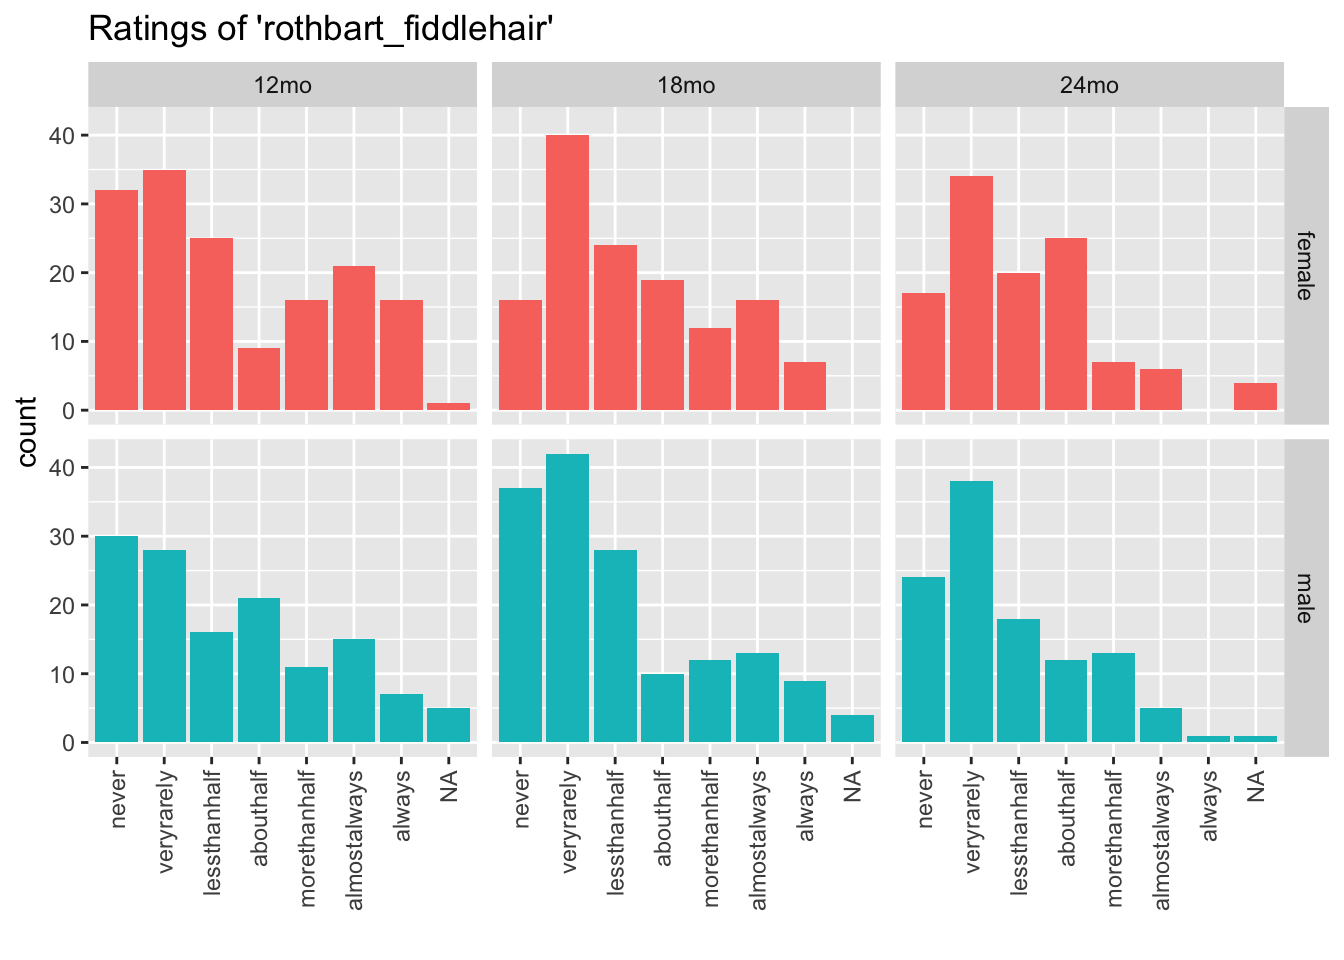 Ratings of 'rothbart_fiddlehair'
12mo 18mo 24mo
40
30
20
10
0
female
count
40
30
20
10
0
male
never veryrarely lessthanhalf abouthalf morethanhalf almostalways always NA never veryrarely lessthanhalf abouthalf morethanhalf almostalways always NA never veryrarely lessthanhalf abouthalf morethanhalf almostalways always NA